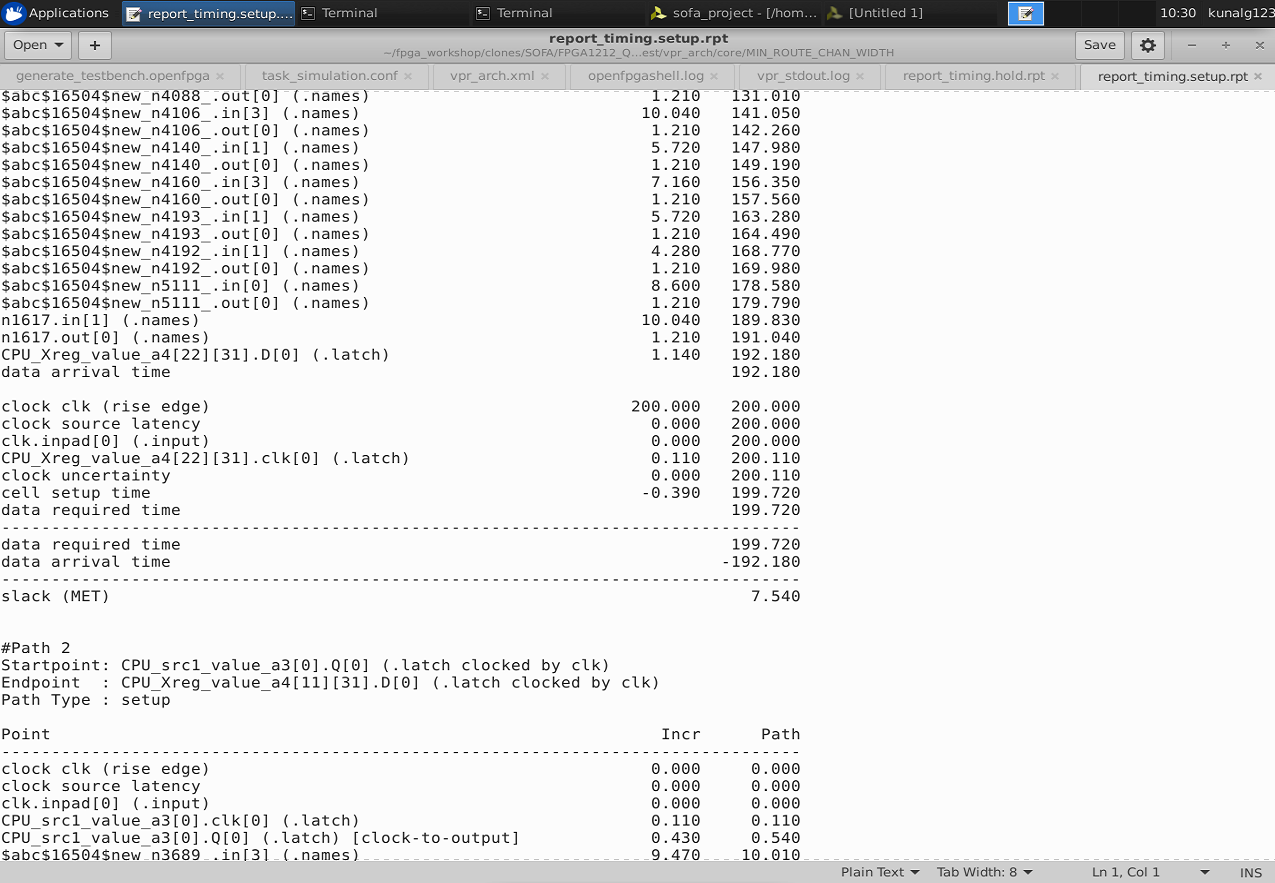 Applications report_timing.setup.... Terminal Terminal sofa_project - [/hom... [Untitled 1] 10:30 kunalg123
Open + report_timing.setup.rpt Save
~/fpga_workshop/clones/SOFA/FPGA1212_Q...est/vpr_arch/core/MIN_ROUTE_CHAN_WIDTH
generate_testbench.openfpga × task_simulation.conf × vpr_arch.xml × openfpgashell.log × vpr_stdout.log × report_timing.hold.rpt × report_timing.setup.rpt ×
$abc$16504$new_n4088_.out[0] (.names) 1.210 131.010
$abc$16504$new_n4106_.in[3] (.names) 10.040 141.050
$abc$16504$new_n4106_.out[0] (.names) 1.210 142.260
$abc$16504$new_n4140_.in[1] (.names) 5.720 147.980
$abc$16504$new_n4140_.out[0] (.names) 1.210 149.190
$abc$16504$new_n4160_.in[3] (.names) 7.160 156.350
$abc$16504$new_n4160_.out[0] (.names) 1.210 157.560
$abc$16504$new_n4193_.in[1] (.names) 5.720 163.280
$abc$16504$new_n4193_.out[0] (.names) 1.210 164.490
$abc$16504$new_n4192_.in[1] (.names) 4.280 168.770
$abc$16504$new_n4192_.out[0] (.names) 1.210 169.980
$abc$16504$new_n5111_.in[0] (.names) 8.600 178.580
$abc$16504$new_n5111_.out[0] (.names) 1.210 179.790
n1617.in[1] (.names) 10.040 189.830
n1617.out[0] (.names) 1.210 191.040
CPU_Xreg_value_a4[22][31].D[0] (.latch) 1.140 192.180
data arrival time 192.180
clock clk (rise edge) 200.000 200.000
clock source latency 0.000 200.000
clk.inpad[0] (.input) 0.000 200.000
CPU_Xreg_value_a4[22][31].clk[0] (.latch) 0.110 200.110
clock uncertainty 0.000 200.110
cell setup time -0.390 199.720
data required time 199.720
--------------------------------------------------------------------------------
data required time 199.720
data arrival time -192.180
--------------------------------------------------------------------------------
slack (MET) 7.540
#Path 2
Startpoint: CPU_src1_value_a3[0].Q[0] (.latch clocked by clk)
Endpoint : CPU_Xreg_value_a4[11][31].D[0] (.latch clocked by clk)
Path Type : setup
Point Incr Path
--------------------------------------------------------------------------------
clock clk (rise edge) 0.000 0.000
clock source latency 0.000 0.000
clk.inpad[0] (.input) 0.000 0.000
CPU_src1_value_a3[0].clk[0] (.latch) 0.110 0.110
CPU_src1_value_a3[0].Q[0] (.latch) [clock-to-output] 0.430 0.540
$abc$16504$new_n3689_.in[3] (.names) 9.470 10.010
Plain Text Tab Width: 8 Ln 1, Col 1 INS